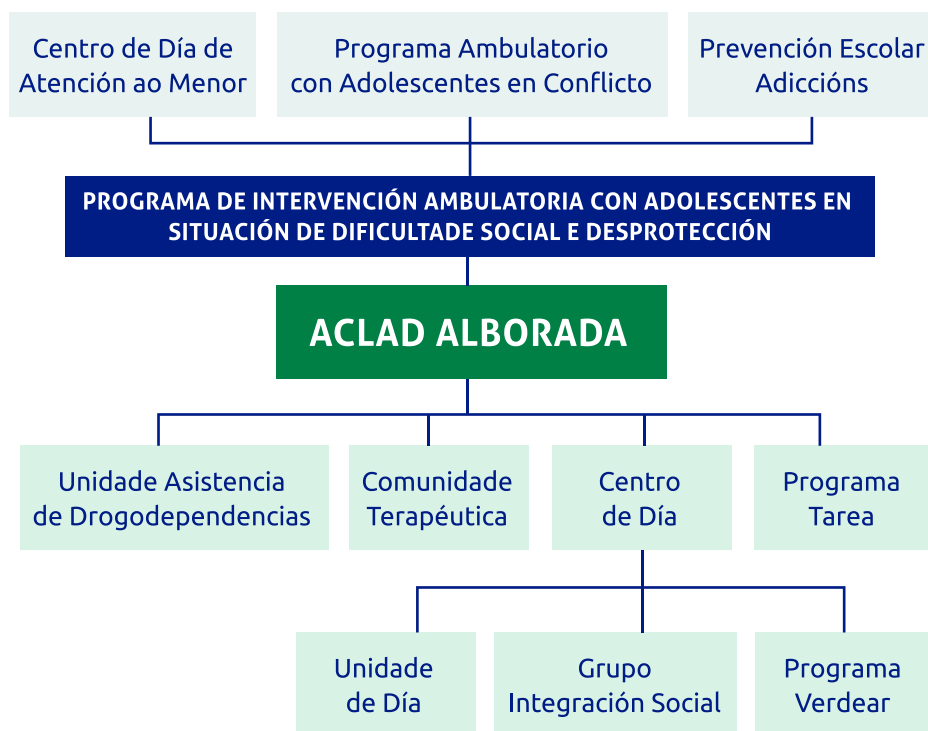 Centro de Día de
Atención ao Menor
Programa Ambulatorio
con Adolescentes en Conflicto
Prevención Escolar
Adiccións
PROGRAMA DE INTERVENCIÓN AMBULATORIA CON ADOLESCENTES EN
SITUACIÓN DE DIFICULTADE SOCIAL E DESPROTECCIÓN
ACLAD ALBORADA
Unidade Asistencia
de Drogodependencias
Comunidade
Terapéutica
Centro
de Día
Programa
Tarea
Unidade
de Día
Grupo
Integración Social
Programa
Verdear